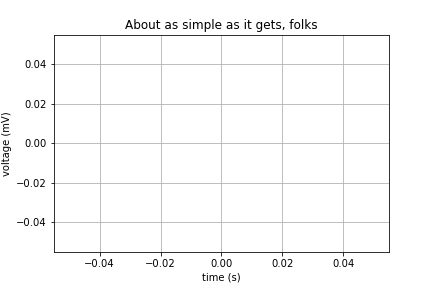 About as simple as it gets, folks
voltage (mV)
0.04
0.02
0.00
−0.02
−0.04
−0.04 −0.02 0.00 0.02 0.04
time (s)